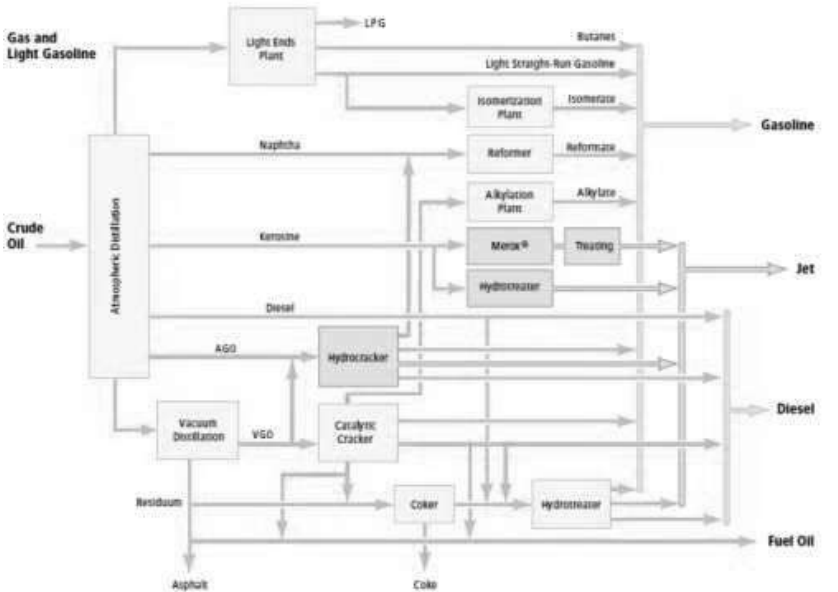 LPG
Gas and
Light Gasoline
Light Ends
Plant
Butanes
Light Straight-Run Gasoline
Isomerization
Plant
Isomerate
Gasoline
Naphtha
Reformer
Reformate
Alkylation
Plant
Alkylate
Crude
Oil
Atmospheric Distillation
Kerosine
Merox®
Treating
Jet
Hydrotreater
Diesel
AGO
Hydrocracker
Diesel
Vacuum
Distillation
VGO
Catalytic
Cracker
Residuum
Coker
Hydrotreater
Fuel Oil
Asphalt
Coke